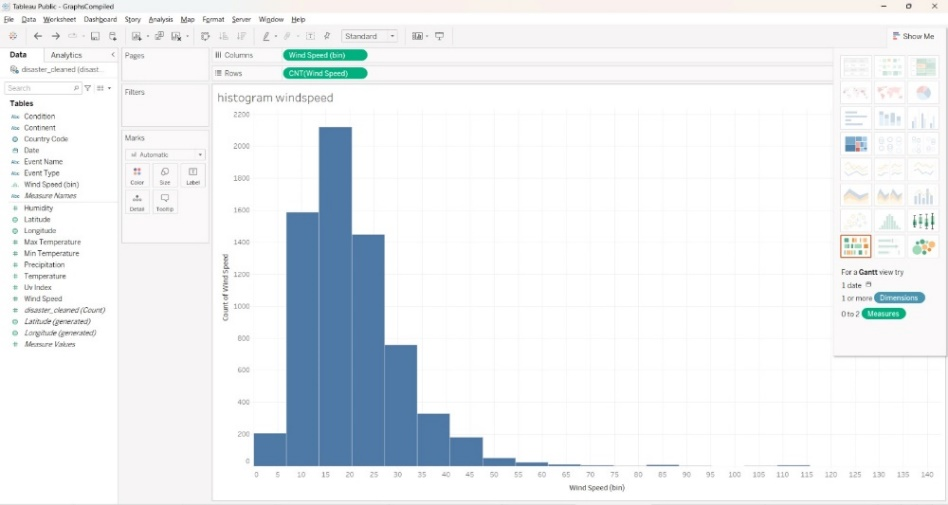 Tableau Public - GraphsCompiled
File Data Worksheet Dashboard Story Analysis Map Format Server Window Help
Standard
Show Me
Data Analytics
disaster_cleaned (disast...
Search
Tables
Abc Condition
Abc Continent
Country Code
Date
Abc Event Name
Abc Event Type
Wind Speed (bin)
Abc Measure Names
# Humidity
Latitude
Longitude
# Max Temperature
# Min Temperature
# Precipitation
# Temperature
# Uv Index
# Wind Speed
# disaster_cleaned (Count)
Latitude (generated)
Longitude (generated)
# Measure Values
Pages
Filters
Marks
Automatic
Color Size Label
Detail Tooltip
Columns Wind Speed (bin)
Rows CNT(Wind Speed)
histogram windspeed
2200
2000
1800
1600
1400
1200
1000
800
600
400
200
0
Count of Wind Speed
0 5 10 15 20 25 30 35 40 45 50 55 60 65 70 75 80 85 90 95 100 105 110 115 120 125 130 135 140
Wind Speed (bin)
For a Gantt view try
1 date
1 or more Dimensions
0 to 2 Measures